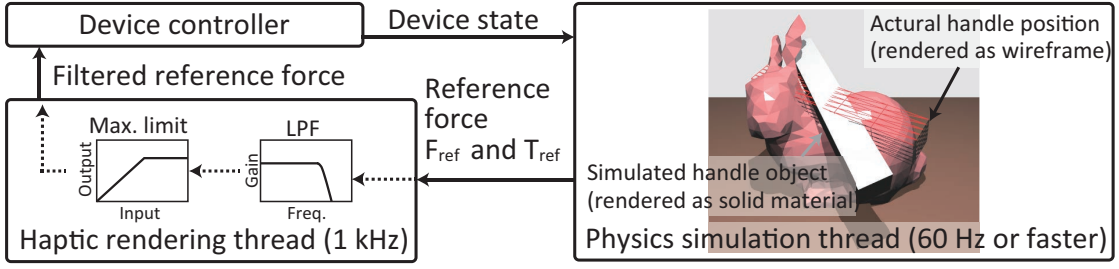 Device controller
Device state
Filtered reference force
Reference
force
F_ref and T_ref
Max. limit
Output
Input
LPF
Gain
Freq.
Haptic rendering thread (1 kHz)
Actural handle position
(rendered as wireframe)
Simulated handle object
(rendered as solid material)
Physics simulation thread (60 Hz or faster)